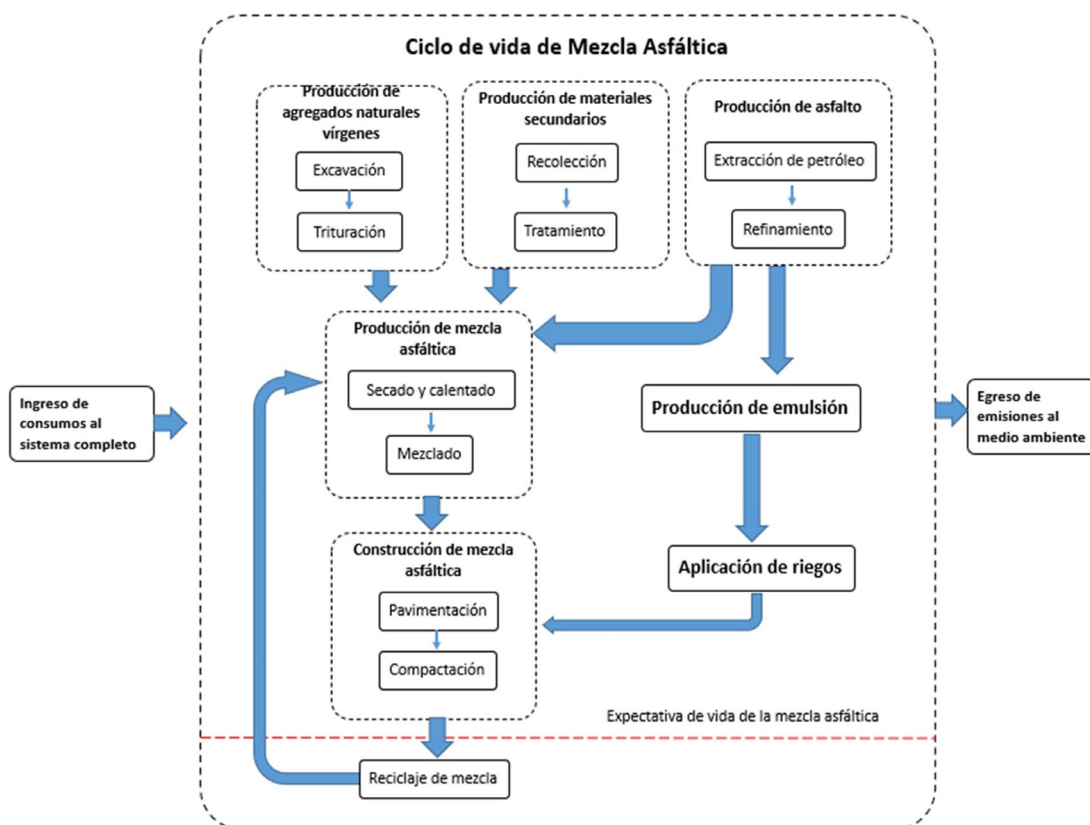 Ciclo de vida de Mezcla Asfáltica
Producción de
agregados naturales
vírgenes
Excavación
Trituración
Producción de materiales
secundarios
Recolección
Tratamiento
Producción de asfalto
Extracción de petróleo
Refinamiento
Producción de mezcla
asfáltica
Secado y calentado
Mezclado
Ingreso de
consumos al
sistema completo
Producción de emulsión
Egreso de
emisiones al
medio ambiente
Construcción de mezcla
asfáltica
Pavimentación
Compactación
Aplicación de riegos
Expectativa de vida de la mezcla asfáltica
Reciclaje de mezcla